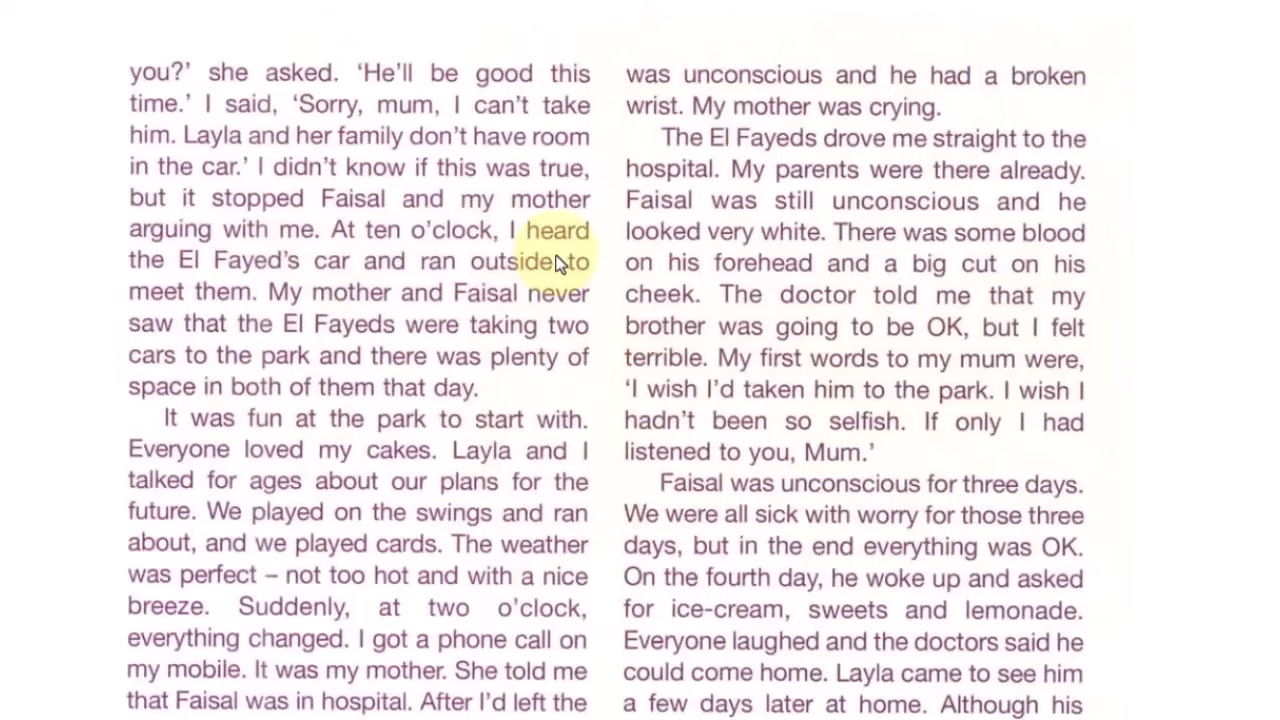 you?’ she asked. ‘He’ll be good this
time.’ I said, ‘Sorry, mum, I can’t take
him. Layla and her family don’t have room
in the car.’ I didn’t know if this was true,
but it stopped Faisal and my mother
arguing with me. At ten o’clock, I heard
the El Fayed’s car and ran outside to
meet them. My mother and Faisal never
saw that the El Fayeds were taking two
cars to the park and there was plenty of
space in both of them that day.
It was fun at the park to start with.
Everyone loved my cakes. Layla and I
talked for ages about our plans for the
future. We played on the swings and ran
about, and we played cards. The weather
was perfect – not too hot and with a nice
breeze. Suddenly, at two o’clock,
everything changed. I got a phone call on
my mobile. It was my mother. She told me
that Faisal was in hospital. After I’d left the
was unconscious and he had a broken
wrist. My mother was crying.
The El Fayeds drove me straight to the
hospital. My parents were there already.
Faisal was still unconscious and he
looked very white. There was some blood
on his forehead and a big cut on his
cheek. The doctor told me that my
brother was going to be OK, but I felt
terrible. My first words to my mum were,
‘I wish I’d taken him to the park. I wish I
hadn’t been so selfish. If only I had
listened to you, Mum.’
Faisal was unconscious for three days.
We were all sick with worry for those three
days, but in the end everything was OK.
On the fourth day, he woke up and asked
for ice-cream, sweets and lemonade.
Everyone laughed and the doctors said he
could come home. Layla came to see him
a few days later at home. Although his